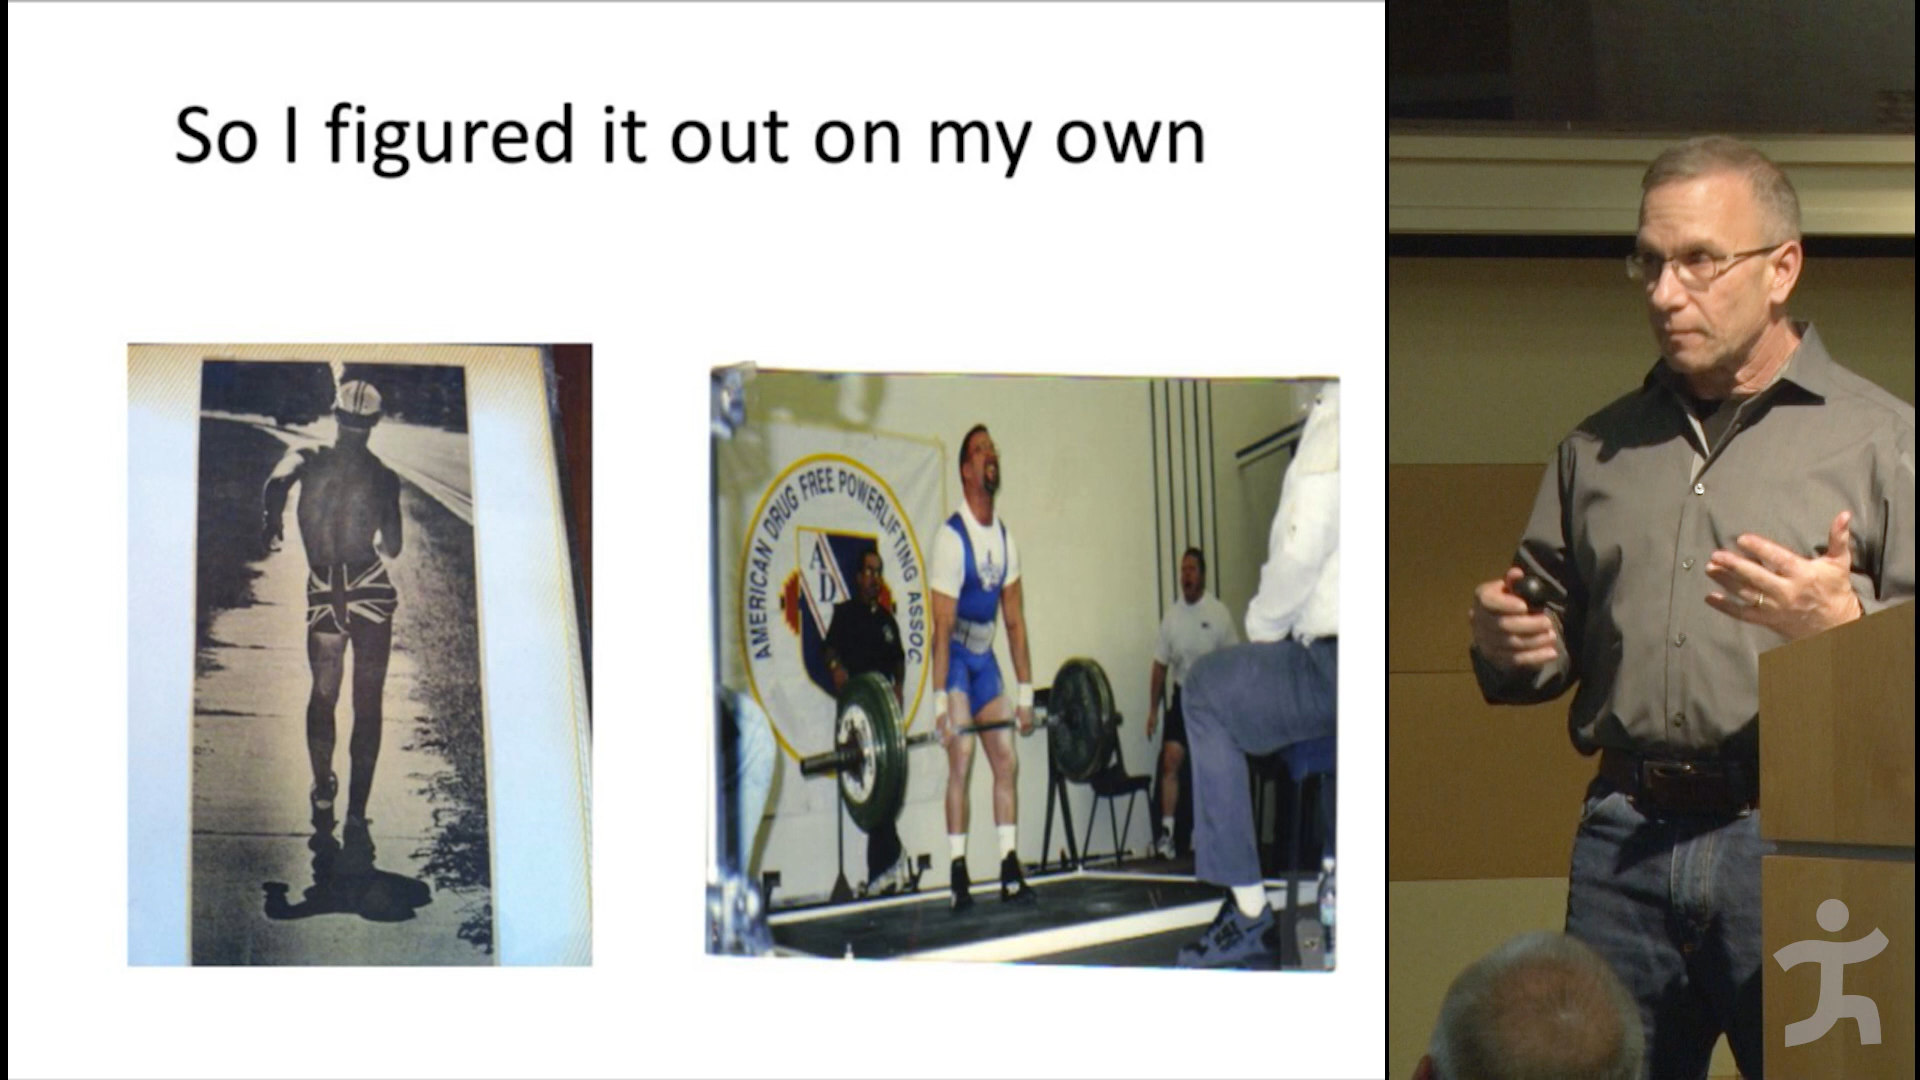 So I figured it out on my own
AMERICAN DRUG FREE POWERLIFTING ASSOC.
A
D